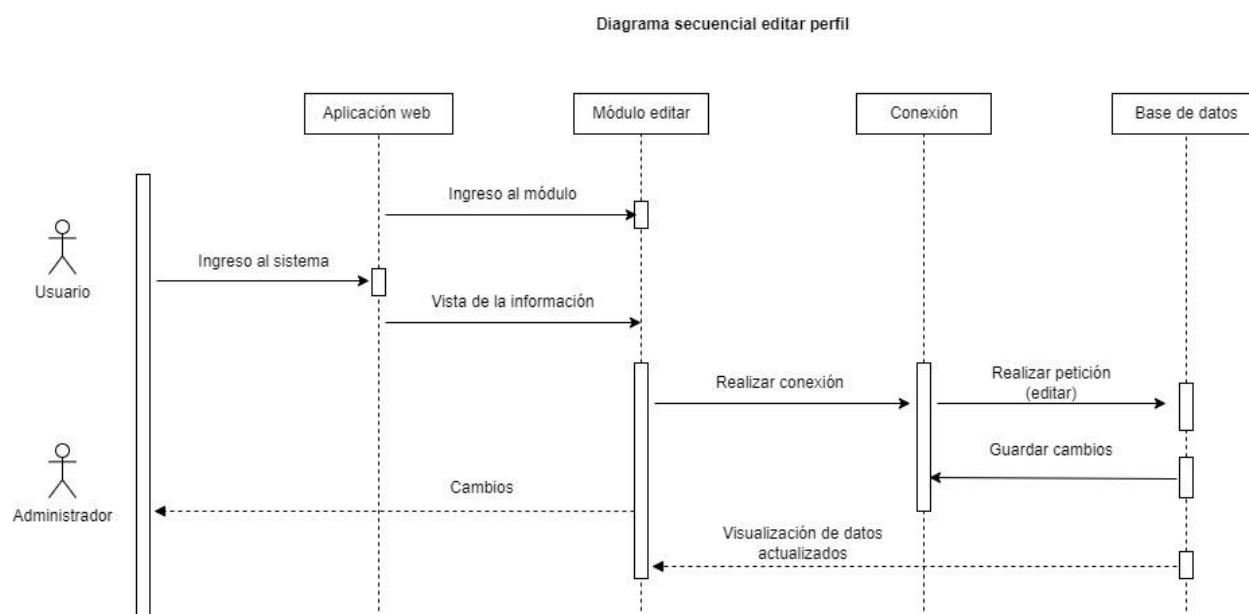 Diagrama secuencial editar perfil
Aplicación web
Módulo editar
Conexión
Base de datos
Ingreso al módulo
Usuario
Ingreso al sistema
Vista de la información
Realizar conexión
Realizar petición
(editar)
Guardar cambios
Administrador
Cambios
Visualización de datos
actualizados